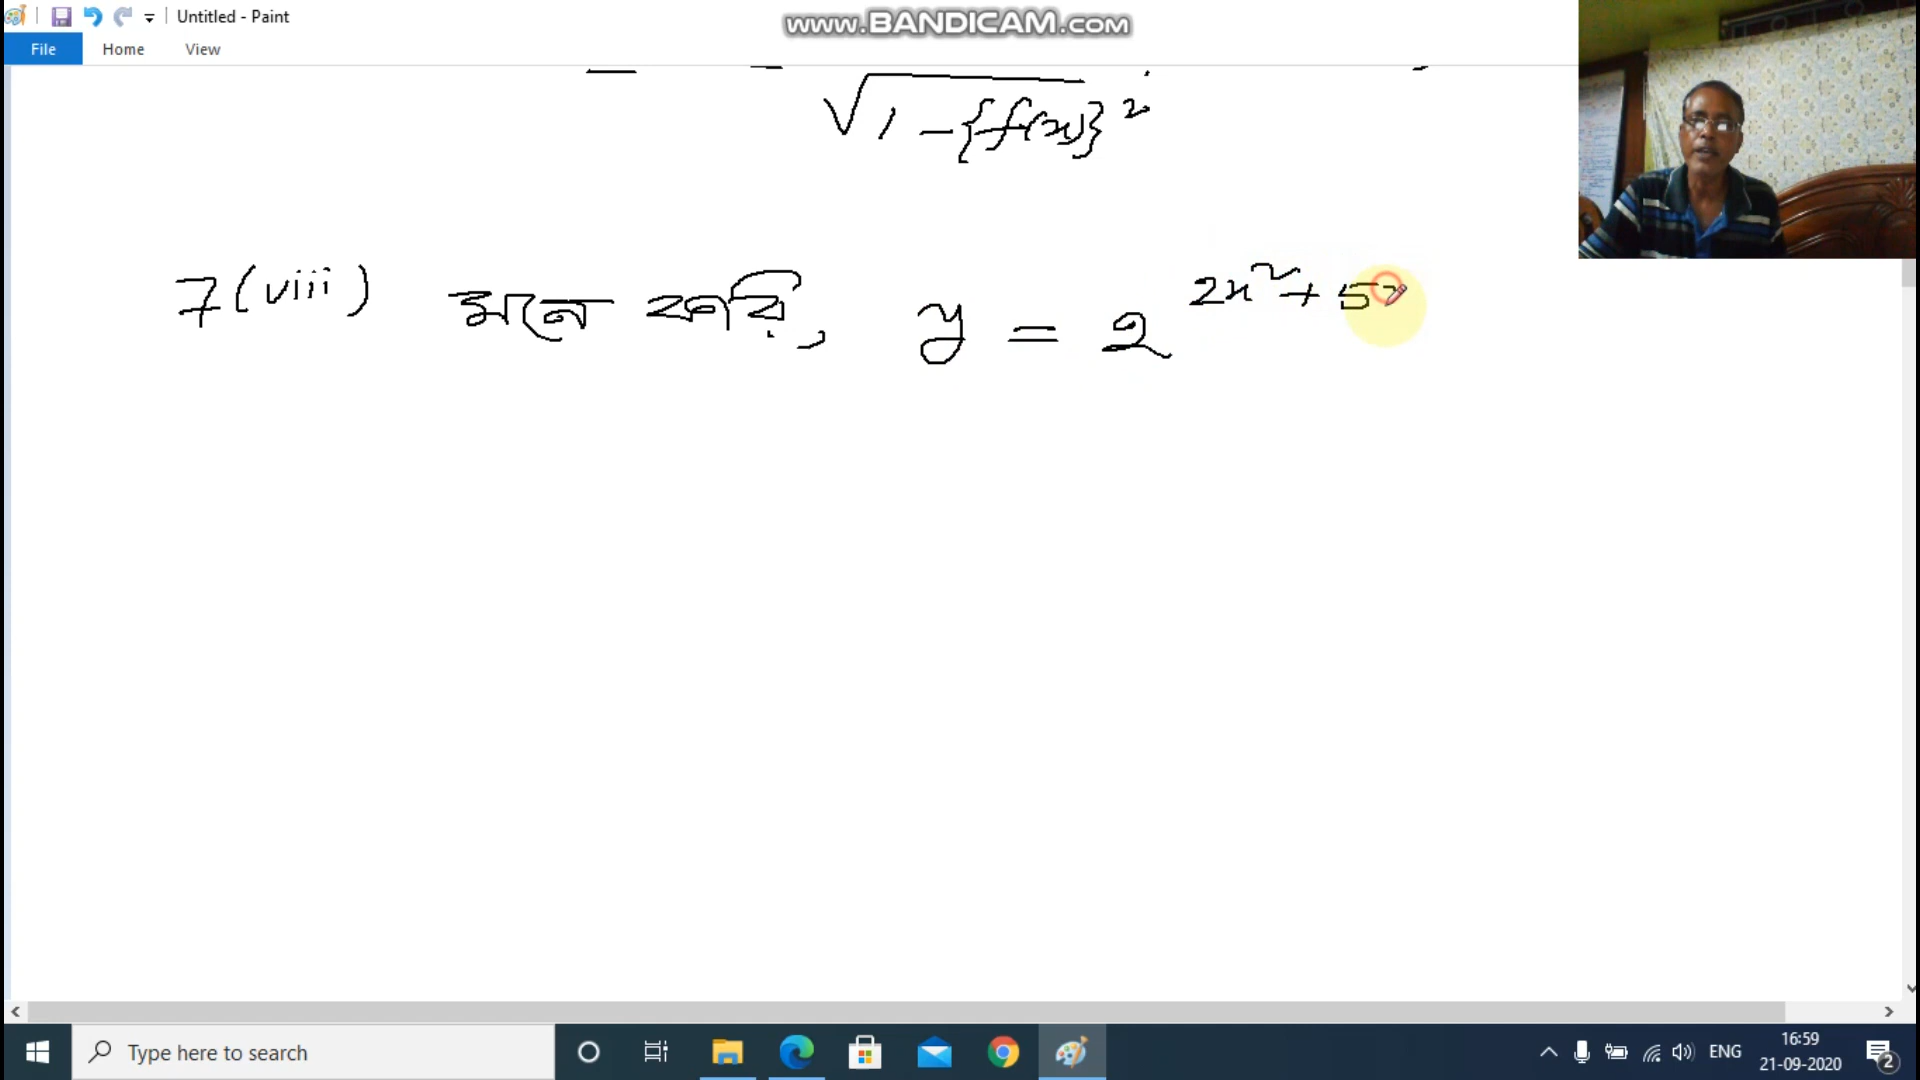 Untitled - Paint
www.BANDICAM.com
File Home View
√1-{f(x)}²
7(viii) মনে করি, y = 2^2x²+5
Type here to search
ENG
16:59
21-09-2020
2